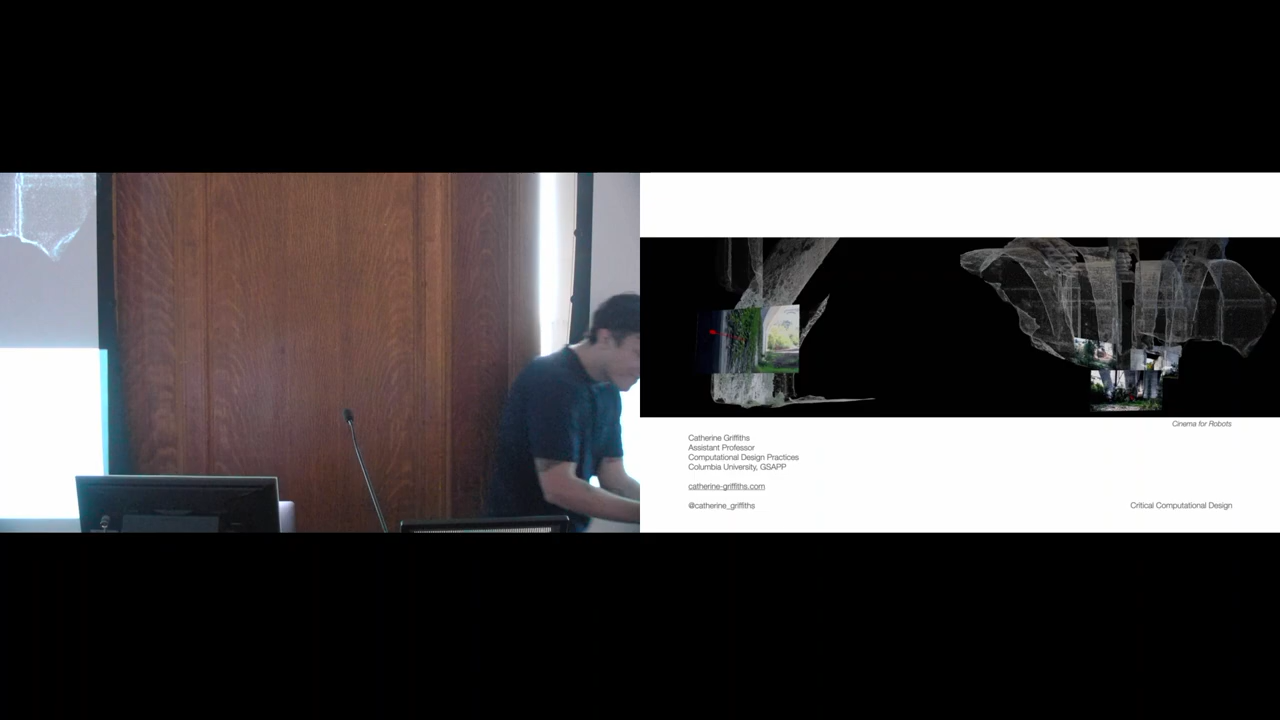 Cinema for Robots
Catherine Griffiths
Assistant Professor
Computational Design Practices
Columbia University, GSAPP
catherine-griffiths.com
@catherine_griffiths
Critical Computational Design